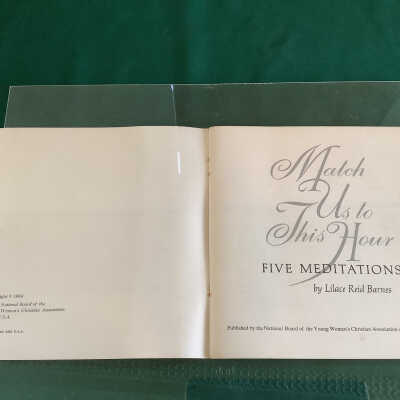 National Board of the
Women's Christian Association
U.S.A.
Match
Us to
This Hour
FIVE MEDITATIONS
by Lilace Reid Barnes
Published by the National Board of the Young Women's Christian Association